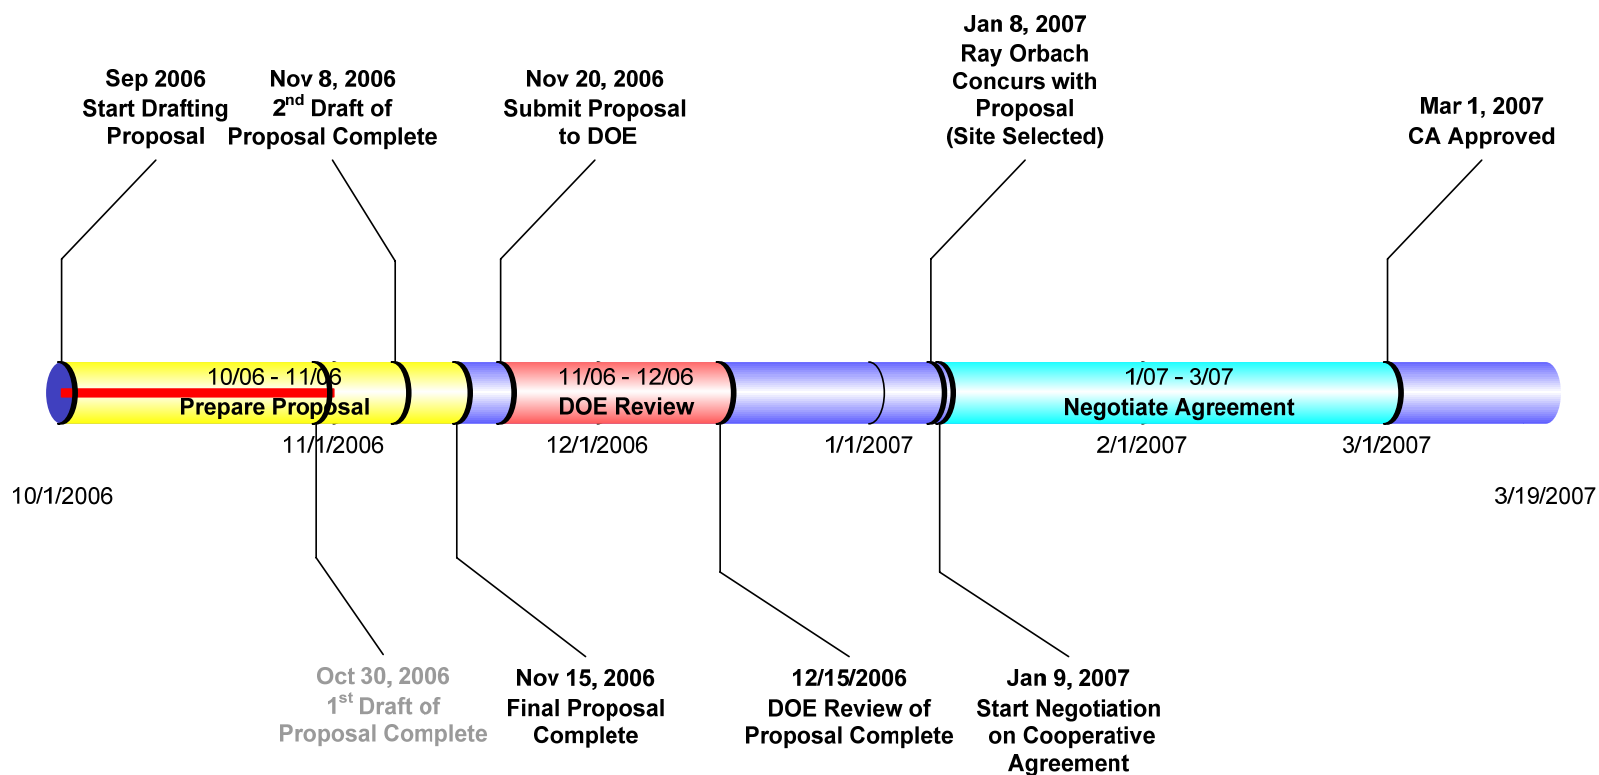 Sep 2006
Start Drafting
Proposal
Nov 8, 2006
2nd Draft of
Proposal Complete
Nov 20, 2006
Submit Proposal
to DOE
Jan 8, 2007
Ray Orbach
Concurs with
Proposal
(Site Selected)
Mar 1, 2007
CA Approved
10/06 - 11/06
Prepare Proposal
11/06 - 12/06
DOE Review
1/07 - 3/07
Negotiate Agreement
10/1/2006
11/1/2006
12/1/2006
1/1/2007
2/1/2007
3/1/2007
3/19/2007
Oct 30, 2006
1st Draft of
Proposal Complete
Nov 15, 2006
Final Proposal
Complete
12/15/2006
DOE Review of
Proposal Complete
Jan 9, 2007
Start Negotiation
on Cooperative
Agreement